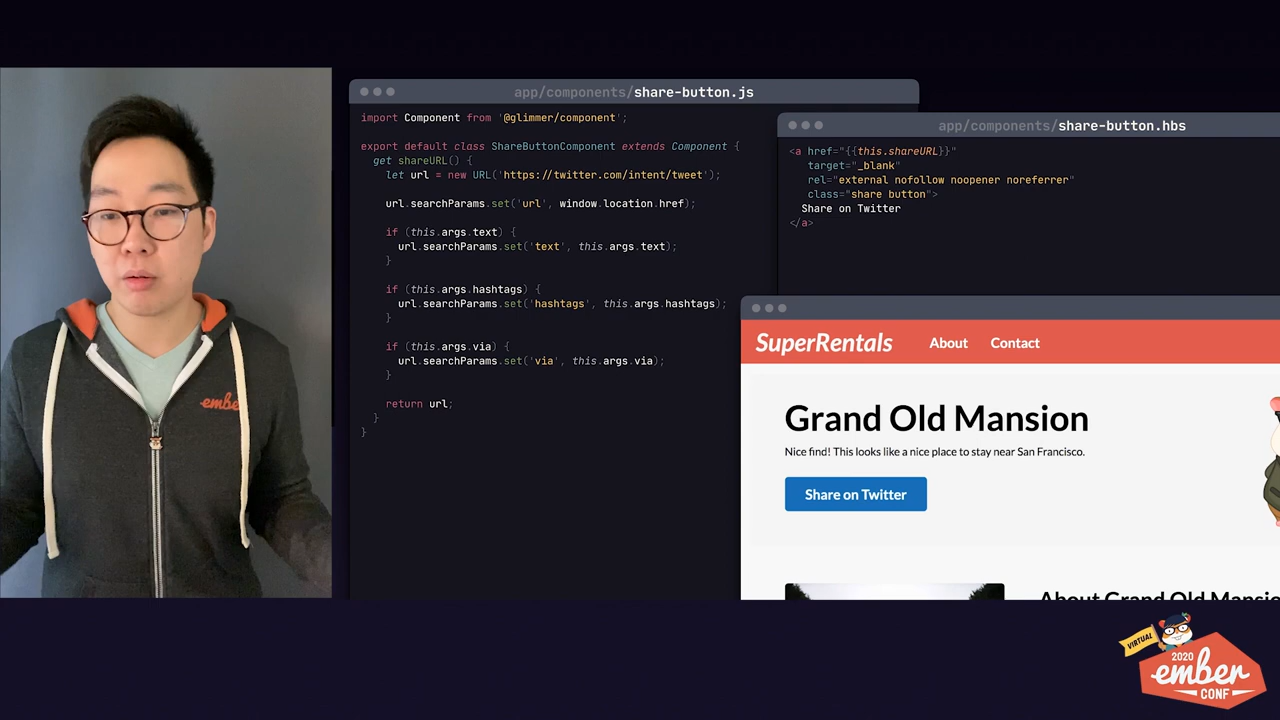 app/components/share-button.js
import Component from '@glimmer/component';
export default class ShareButtonComponent extends Component {
get shareURL() {
let url = new URL('https://twitter.com/intent/tweet');
url.searchParams.set('url', window.location.href);
if (this.args.text) {
url.searchParams.set('text', this.args.text);
}
if (this.args.hashtags) {
url.searchParams.set('hashtags', this.args.hashtags);
}
if (this.args.via) {
url.searchParams.set('via', this.args.via);
}
return url;
}
}
app/components/share-button.hbs
<a href="{{this.shareURL}}"
target="_blank"
rel="external nofollow noopener noreferrer"
class="share button">
Share on Twitter
</a>
SuperRentals About Contact
Grand Old Mansion
Nice find! This looks like a nice place to stay near San Francisco.
Share on Twitter
About Grand Old Mansio
embe
VIRTUAL
2020
ember
CONF